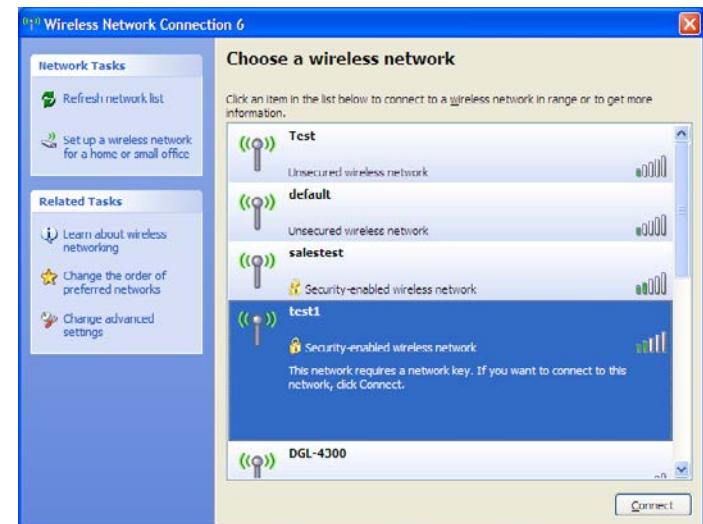 Wireless Network Connection 6
Network Tasks
Refresh network list
Set up a wireless network
for a home or small office
Related Tasks
Learn about wireless
networking
Change the order of
preferred networks
Change advanced
settings
Choose a wireless network
Click an item in the list below to connect to a wireless network in range or to get more
information.
Test
Unsecured wireless network
default
Unsecured wireless network
salestest
Security-enabled wireless network
test1
Security-enabled wireless network
This network requires a network key. If you want to connect to this
network, click Connect.
DGL-4300
Connect